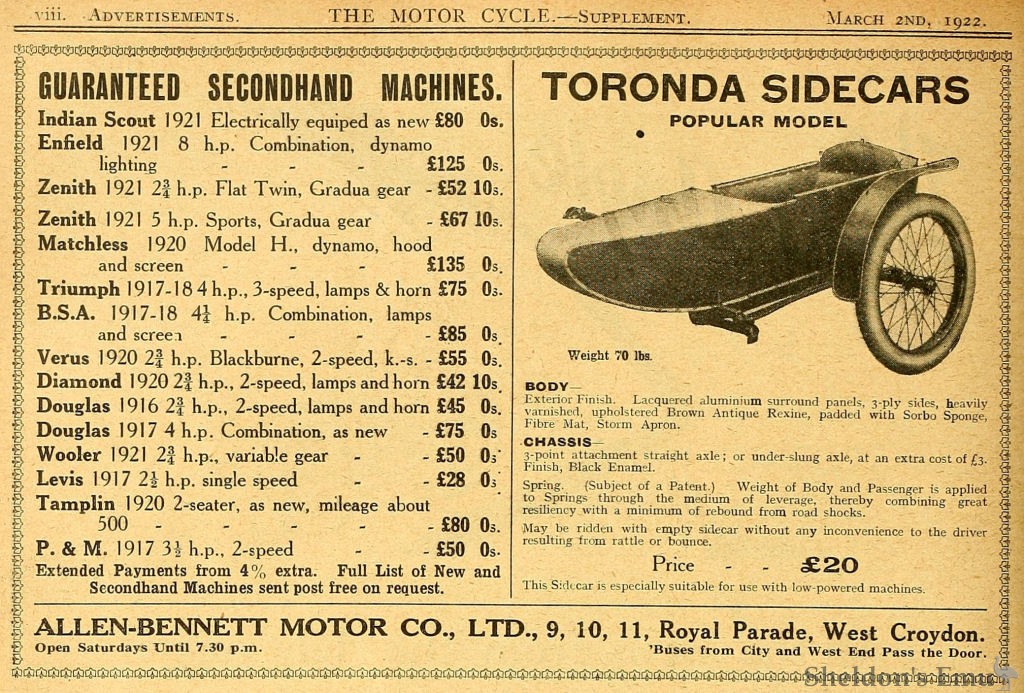 viii. ADVERTISEMENTS. THE MOTOR CYCLE.—SUPPLEMENT. MARCH 2ND, 1922.
GUARANTEED SECONDHAND MACHINES.
Indian Scout 1921 Electrically equiped as new £80 0s.
Enfield 1921 8 h.p. Combination, dynamo
lighting - - - - £125 0s.
Zenith 1921 2¾ h.p. Flat Twin, Gradua gear - £52 10s.
Zenith 1921 5 h.p. Sports, Gradua gear - £67 10s.
Matchless 1920 Model H., dynamo, hood
and screen - - - £135 0s.
Triumph 1917-18 4 h.p., 3-speed, lamps & horn £75 0s.
B.S.A. 1917-18 4¼ h.p. Combination, lamps
and screen - - - - £85 0s.
Verus 1920 2¾ h.p. Blackburne, 2-speed, k.-s. - £55 0s.
Diamond 1920 2¾ h.p., 2-speed, lamps and horn £42 10s.
Douglas 1916 2¾ h.p., 2-speed, lamps and horn £45 0s.
Douglas 1917 4 h.p. Combination, as new - £75 0s
Wooler 1921 2¾ h.p., variable gear - - £50 0s
Levis 1917 2½ h.p. single speed - - £28 0s
Tamplin 1920 2-seater, as new, mileage about
500 - - - - - £80 0s.
P. & M. 1917 3½ h.p., 2-speed - - £50 0s.
Extended Payments from 4% extra. Full List of New and
Secondhand Machines sent post free on request.
TORONDA SIDECARS
POPULAR MODEL
Weight 70 lbs.
BODY—
Exterior Finish. Lacquered aluminium surround panels, 3-ply sides, heavily
varnished, upholstered Brown Antique Rexine, padded with Sorbo Sponge,
Fibre Mat, Storm Apron.
CHASSIS—
3-point attachment straight axle; or under-slung axle, at an extra cost of £3.
Finish, Black Enamel.
Spring. (Subject of a Patent.) Weight of Body and Passenger is applied
to Springs through the medium of leverage, thereby combining great
resiliency with a minimum of rebound from road shocks.
May be ridden with empty sidecar without any inconvenience to the driver
resulting from rattle or bounce.
Price - - £20
This Sidecar is especially suitable for use with low-powered machines.
ALLEN-BENNETT MOTOR CO., LTD., 9, 10, 11, Royal Parade, West Croydon.
Open Saturdays Until 7.30 p.m. 'Buses from City and West End Pass the Door.
Sheldon's Emu